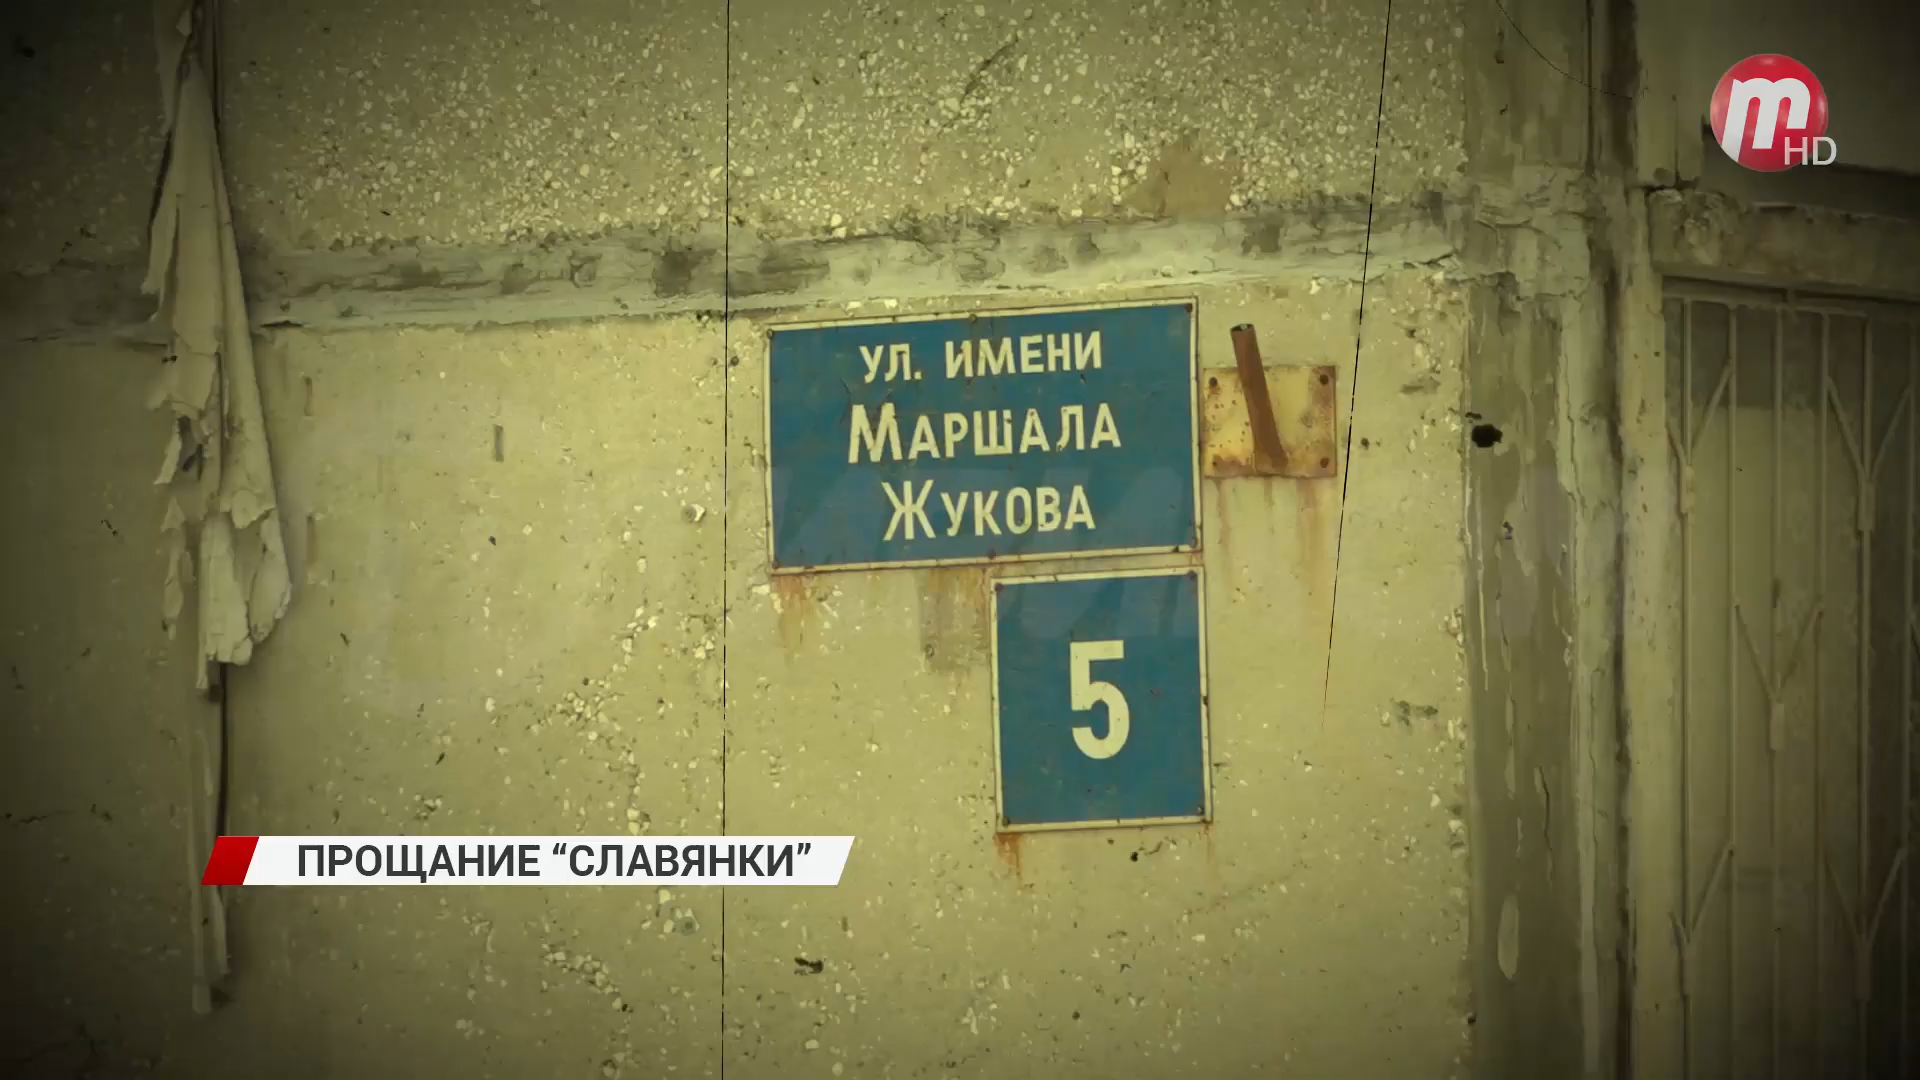 m HD
УЛ. ИМЕНИ
МАРШАЛА
ЖУКОВА
5
ПРОЩАНИЕ “СЛАВЯНКИ”